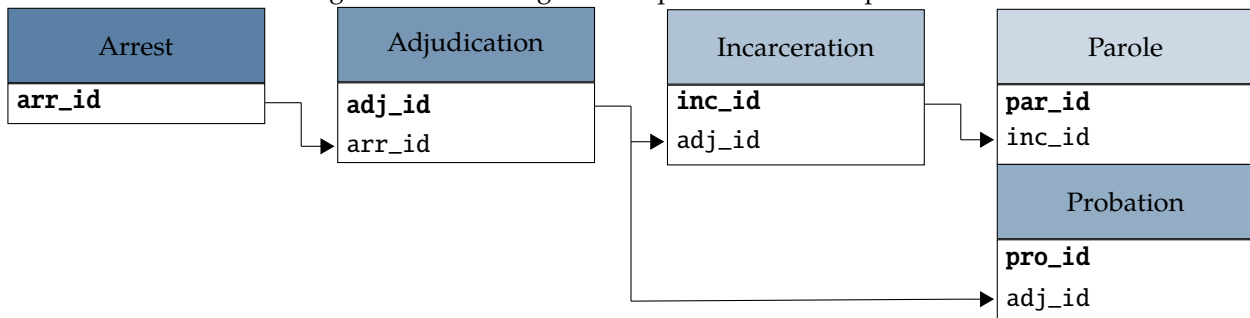 Arrest
arr_id
Adjudication
adj_id
arr_id
Incarceration
inc_id
adj_id
Parole
par_id
inc_id
Probation
pro_id
adj_id